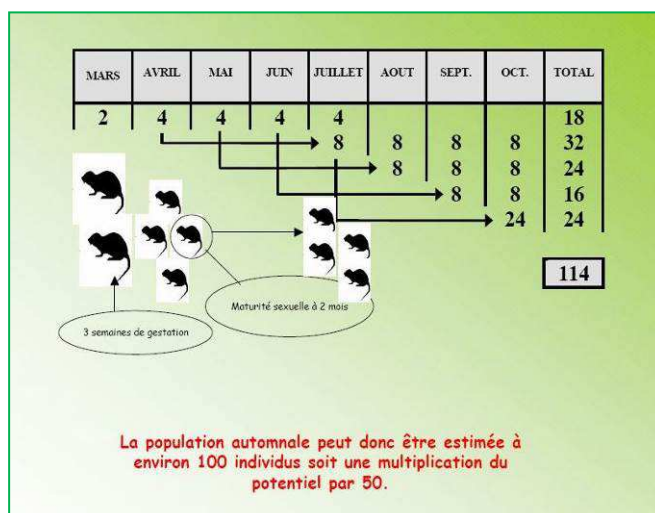 MARS AVRIL MAI JUIN JUILLET AOUT SEPT. OCT. TOTAL
2 4 4 4 4 18
8 8 8 8 32
8 8 8 24
8 8 16
24 24
114
Maturité sexuelle à 2 mois
3 semaines de gestation
La population automnale peut donc être estimée à
environ 100 individus soit une multiplication du
potentiel par 50.